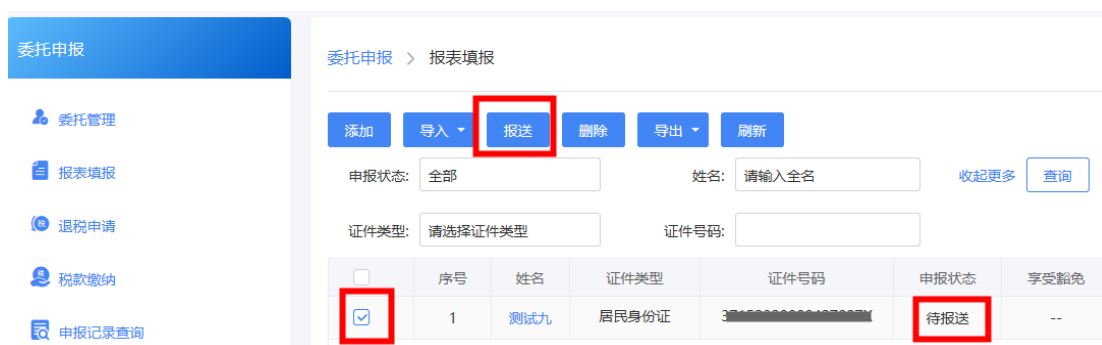 委托申报
委托管理
报表填报
退税申请
税款缴纳
申报记录查询
委托申报 > 报表填报
添加 导入 报送 删除 导出 刷新
申报状态: 全部 姓名: 请输入全名 收起更多 查询
证件类型: 请选择证件类型 证件号码:
序号 姓名 证件类型 证件号码 申报状态 享受豁免
1 测试九 居民身份证 待报送 --